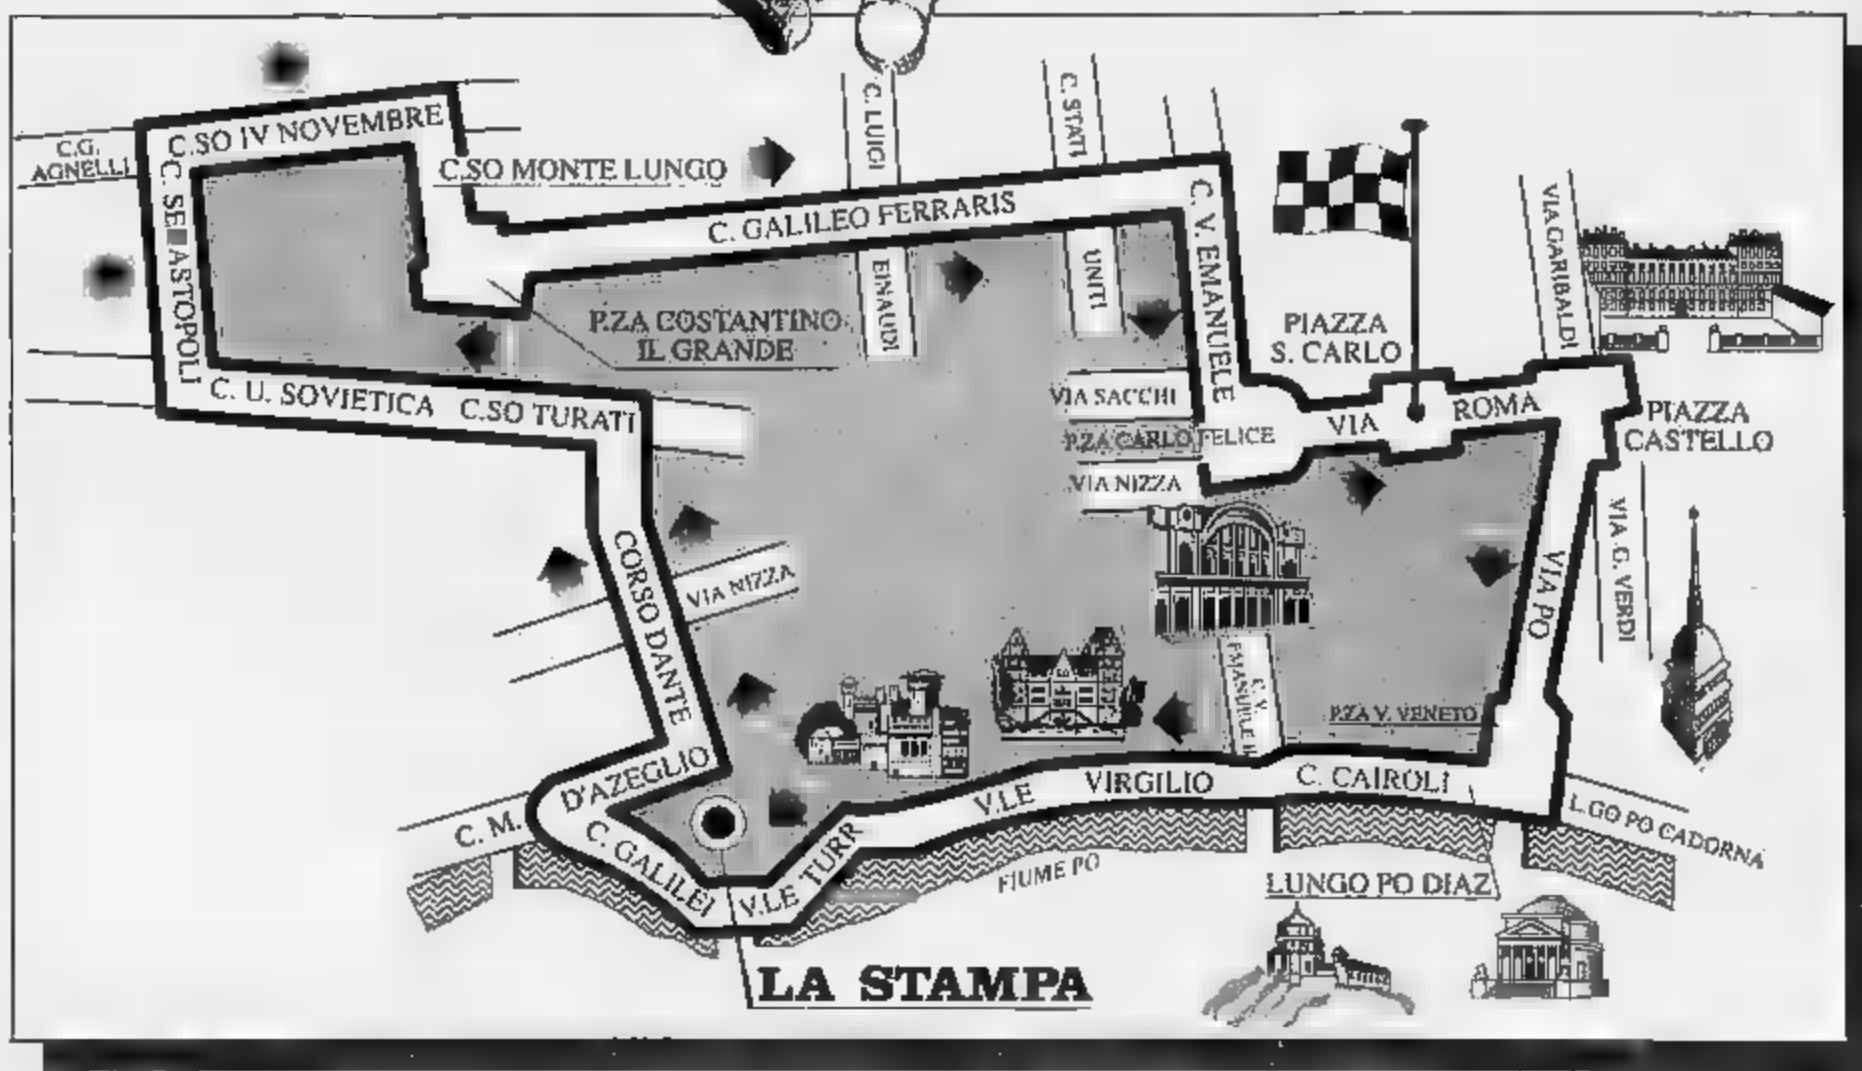 C.SO IV NOVEMBRE
C.G.
AGNELLI
C. SE ASTOPOLI
C.SO MONTE LUNGO
C. LUIGI
EINAUDI
C. STATI
UNITI
C. GALILEO FERRARIS
C. V. EMANUELE
P.ZA COSTANTINO
IL GRANDE
PIAZZA
S. CARLO
VIA GARIBALDI
C. U. SOVIETICA
C.SO TURATI
VIA SACCHI
P.ZA CARLO FELICE
VIA NIZZA
VIA ROMA
PIAZZA
CASTELLO
VIA G. VERDI
VIA PO
CORSO DANTE
VIA NIZZA
C. V.
EMANUELE II
P.ZA V. VENETO
C. M.
D'AZEGLIO
C. GALILEI
V.LE TURR
V.LE VIRGILIO
C. CAIROLI
L.GO PO CADORNA
FIUME PO
LUNGO PO DIAZ
LA STAMPA